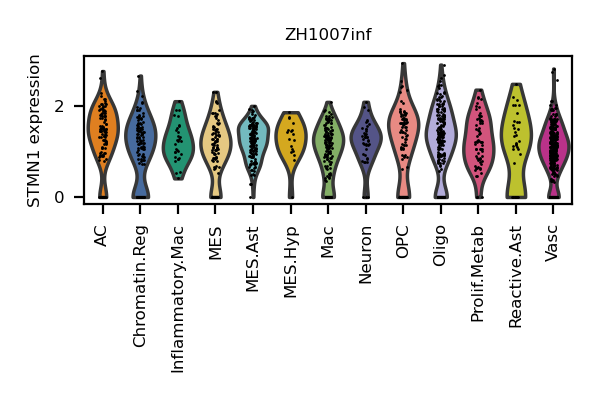 ZH1007inf
STMN1 expression
2
0
AC
Chromatin.Reg
Inflammatory.Mac
MES
MES.Ast
MES.Hyp
Mac
Neuron
OPC
Oligo
Prolif.Metab
Reactive.Ast
Vasc